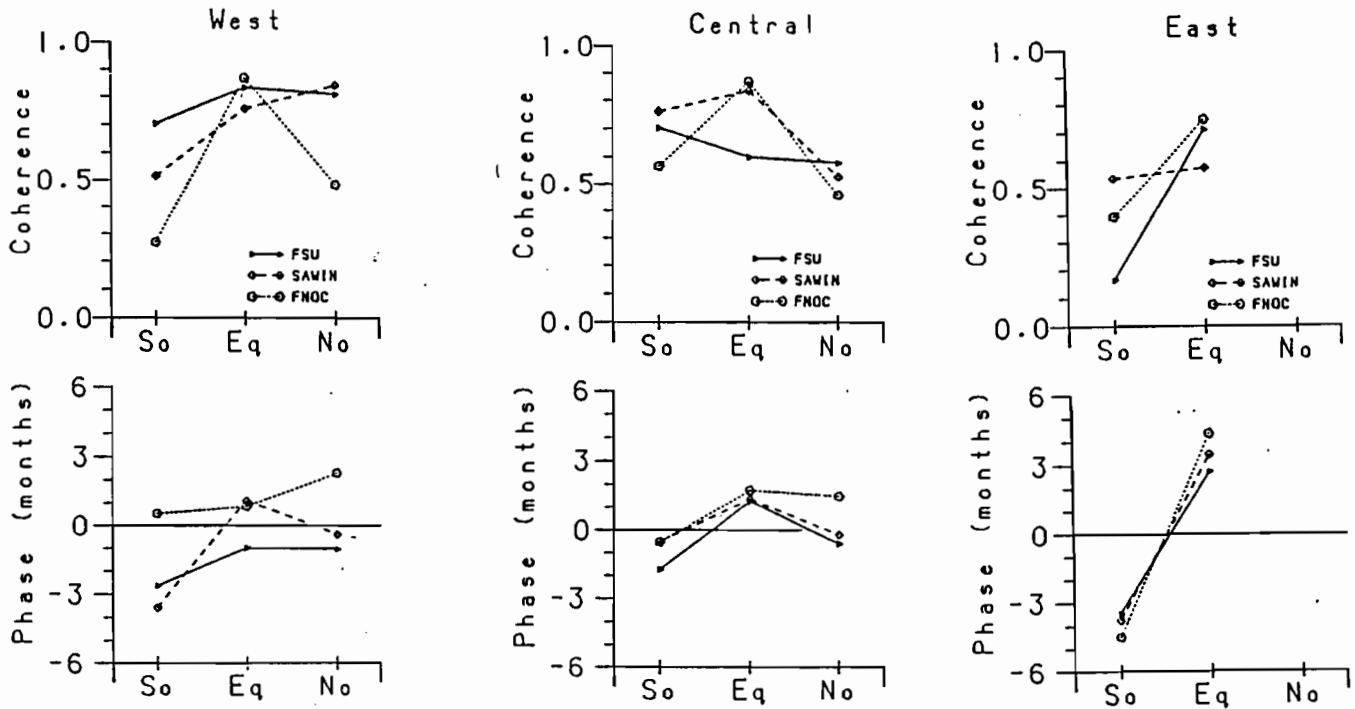 West
Coherence
1.0
0.5
0.0
FSU
SAWIN
FNOC
So Eq No
Central
Coherence
1.0
0.5
0.0
FSU
SAWIN
FNOC
So Eq No
East
Coherence
1.0
0.5
0.0
FSU
SAWIN
FNOC
So Eq No
Phase (months)
6
3
0
-3
-6
So Eq No
Phase (months)
6
3
0
-3
-6
So Eq No
Phase (months)
6
3
0
-3
-6
So Eq No